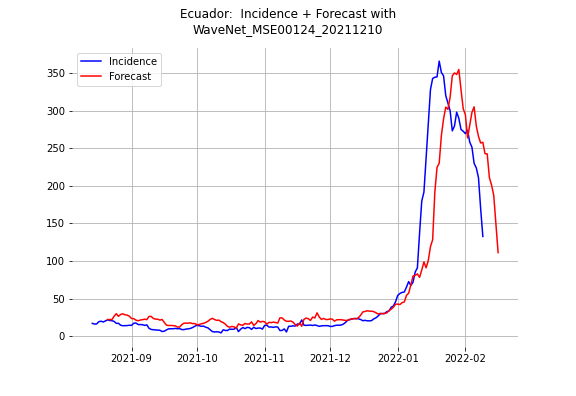 Ecuador:  Incidence + Forecast with
WaveNet_MSE00124_20211210
Incidence
Forecast
350
300
250
200
150
100
50
0
2021-09 2021-10 2021-11 2021-12 2022-01 2022-02